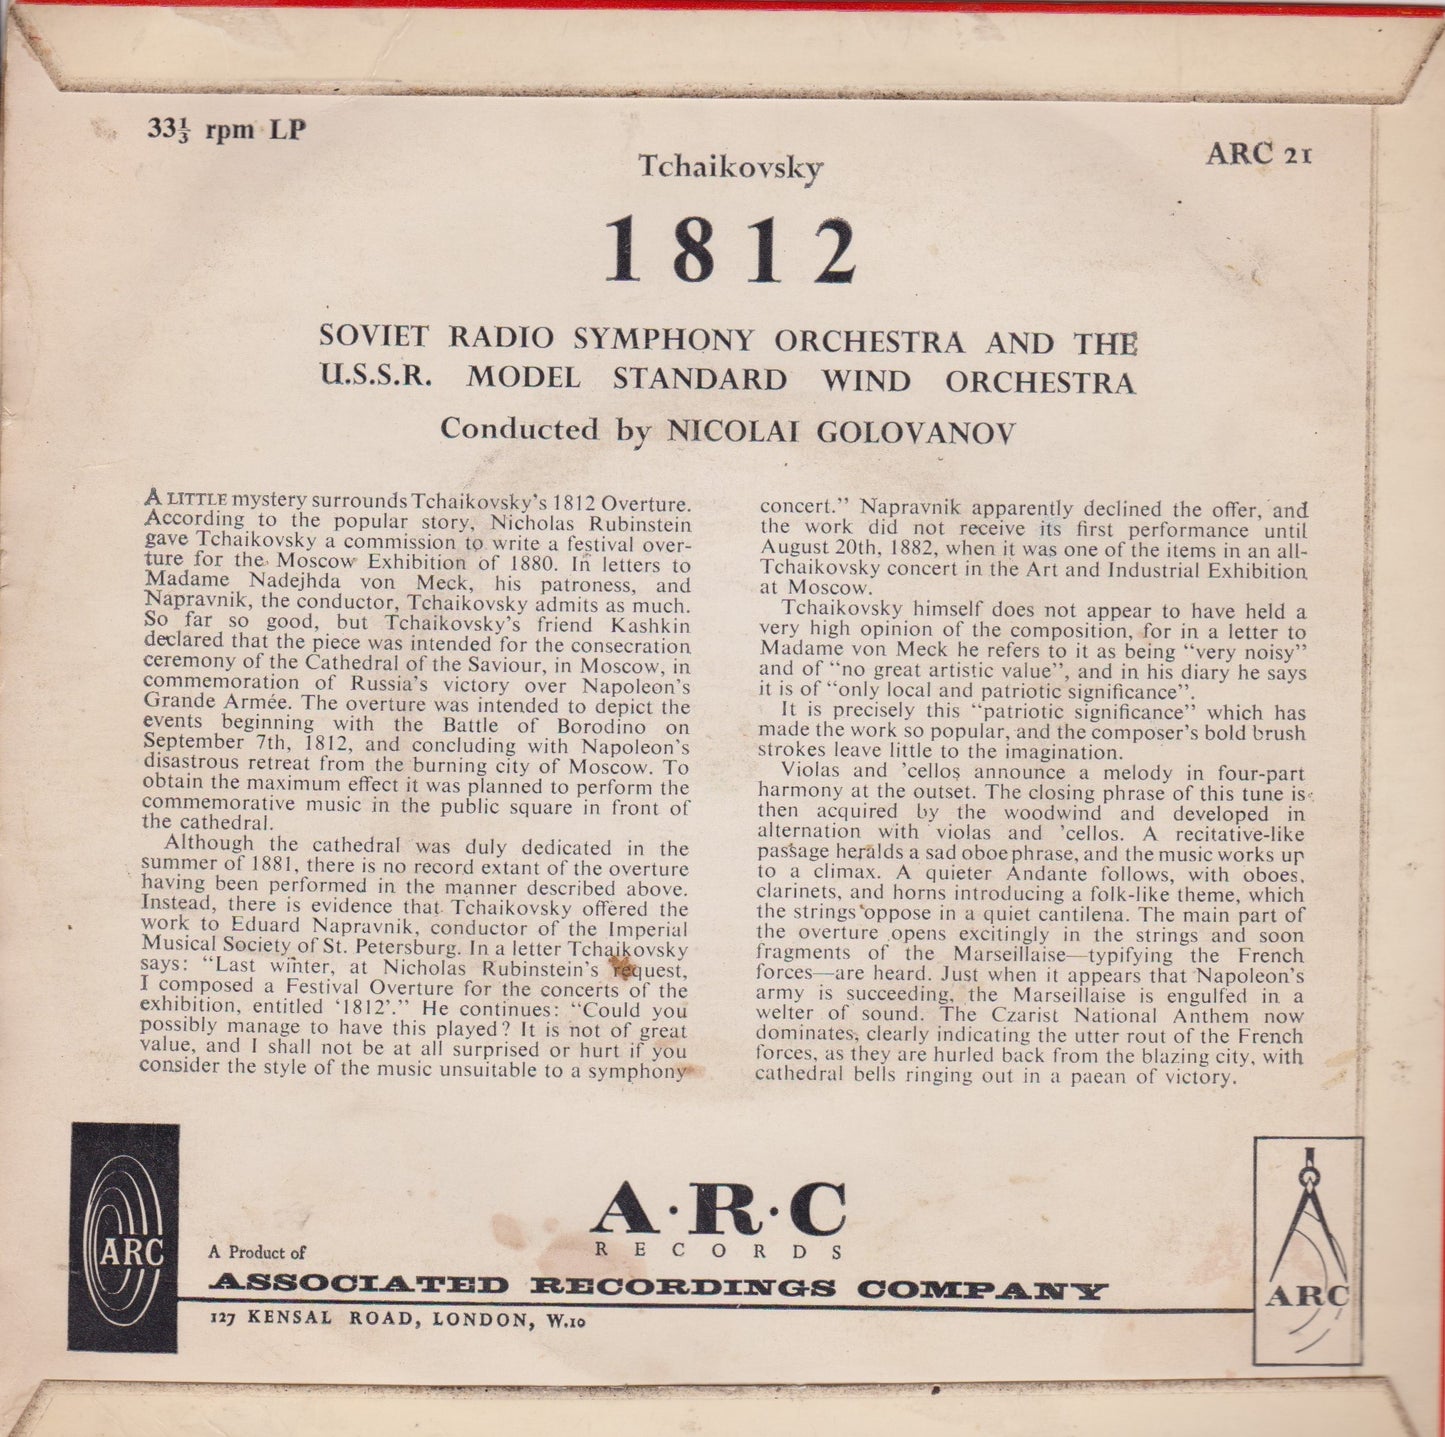 33⅓ rpm LP
ARC 21
Tchaikovsky
1812
SOVIET RADIO SYMPHONY ORCHESTRA AND THE
U.S.S.R. MODEL STANDARD WIND ORCHESTRA
Conducted by NICOLAI GOLOVANOV
A LITTLE mystery surrounds Tchaikovsky's 1812 Overture.
According to the popular story, Nicholas Rubinstein
gave Tchaikovsky a commission to write a festival over-
ture for the Moscow Exhibition of 1880. In letters to
Madame Nadejhda von Meck, his patroness, and
Napravnik, the conductor, Tchaikovsky admits as much.
So far so good, but Tchaikovsky's friend Kashkin
declared that the piece was intended for the consecration
ceremony of the Cathedral of the Saviour, in Moscow, in
commemoration of Russia's victory over Napoleon's
Grande Armée. The overture was intended to depict the
events beginning with the Battle of Borodino on
September 7th, 1812, and concluding with Napoleon's
disastrous retreat from the burning city of Moscow. To
obtain the maximum effect it was planned to perform the
commemorative music in the public square in front of
the cathedral.
Although the cathedral was duly dedicated in the
summer of 1881, there is no record extant of the overture
having been performed in the manner described above.
Instead, there is evidence that Tchaikovsky offered the
work to Eduard Napravnik, conductor of the Imperial
Musical Society of St. Petersburg. In a letter Tchaikovsky
says: "Last winter, at Nicholas Rubinstein's request,
I composed a Festival Overture for the concerts of the
exhibition, entitled '1812'." He continues: "Could you
possibly manage to have this played? It is not of great
value, and I shall not be at all surprised or hurt if you
consider the style of the music unsuitable to a symphony
concert." Napravnik apparently declined the offer, and
the work did not receive its first performance until
August 20th, 1882, when it was one of the items in an all-
Tchaikovsky concert in the Art and Industrial Exhibition
at Moscow.
Tchaikovsky himself does not appear to have held a
very high opinion of the composition, for in a letter to
Madame von Meck he refers to it as being "very noisy"
and of "no great artistic value", and in his diary he says
it is of "only local and patriotic significance".
It is precisely this "patriotic significance" which has
made the work so popular, and the composer's bold brush
strokes leave little to the imagination.
Violas and 'cellos announce a melody in four-part
harmony at the outset. The closing phrase of this tune is
then acquired by the woodwind and developed in
alternation with violas and 'cellos. A recitative-like
passage heralds a sad oboe phrase, and the music works up
to a climax. A quieter Andante follows, with oboes,
clarinets, and horns introducing a folk-like theme, which
the strings oppose in a quiet cantilena. The main part of
the overture opens excitingly in the strings and soon
fragments of the Marseillaise—typifying the French
forces—are heard. Just when it appears that Napoleon's
army is succeeding, the Marseillaise is engulfed in a
welter of sound. The Czarist National Anthem now
dominates, clearly indicating the utter rout of the French
forces, as they are hurled back from the blazing city, with
cathedral bells ringing out in a paean of victory.
ARC
A·R·C
RECORDS
A Product of
ASSOCIATED RECORDINGS COMPANY
127 KENSAL ROAD, LONDON, W.10
ARC